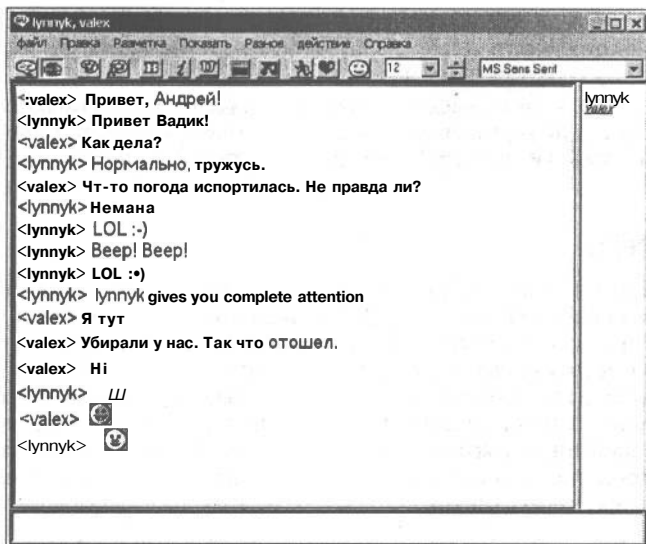 lynnyk, valex
файл Правка Разметка Показать Разное действие Справка
12 MS Sans Serif
<:valex> Привет, Андрей!
<lynnyk> Привет Вадик!
<valex> Как дела?
<lynnyk> Нормально, тружусь.
<valex> Чт-то погода испортилась. Не правда ли?
<lynnyk> Немана
<lynnyk> LOL :-)
<lynnyk> Beep! Beep!
<lynnyk> LOL :•)
<lynnyk> lynnyk gives you complete attention
<valex> Я тут
<valex> Убирали у нас. Так что отошел.
<valex> Hi
<lynnyk> Ш
<valex>
<lynnyk>
lynnyk
valex